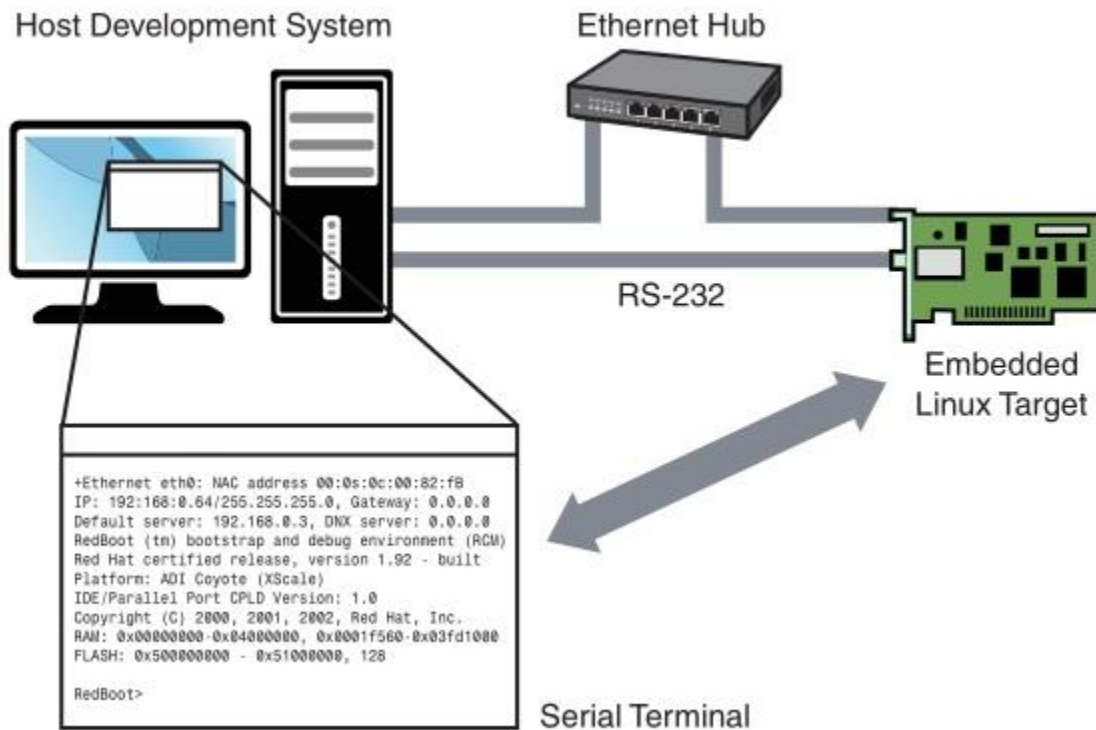 Host Development System
Ethernet Hub
RS-232
Embedded
Linux Target
+Ethernet eth0: NAC address 00:0s:0c:00:82:fB
IP: 192:168:0.64/255.255.255.0, Gateway: 0.0.0.0
Default server: 192.168.0.3, DNX server: 0.0.0.0
RedBoot (tm) bootstrap and debug environment (RCM)
Red Hat certified release, version 1.92 - built
Platform: ADI Coyote (XScale)
IDE/Parallel Port CPLD Version: 1.0
Copyright (C) 2000, 2001, 2002, Red Hat, Inc.
RAM: 0x00000000-0x04000000, 0x0001f560-0x03fd1000
FLASH: 0x500000000 - 0x51000000, 128
RedBoot>
Serial Terminal